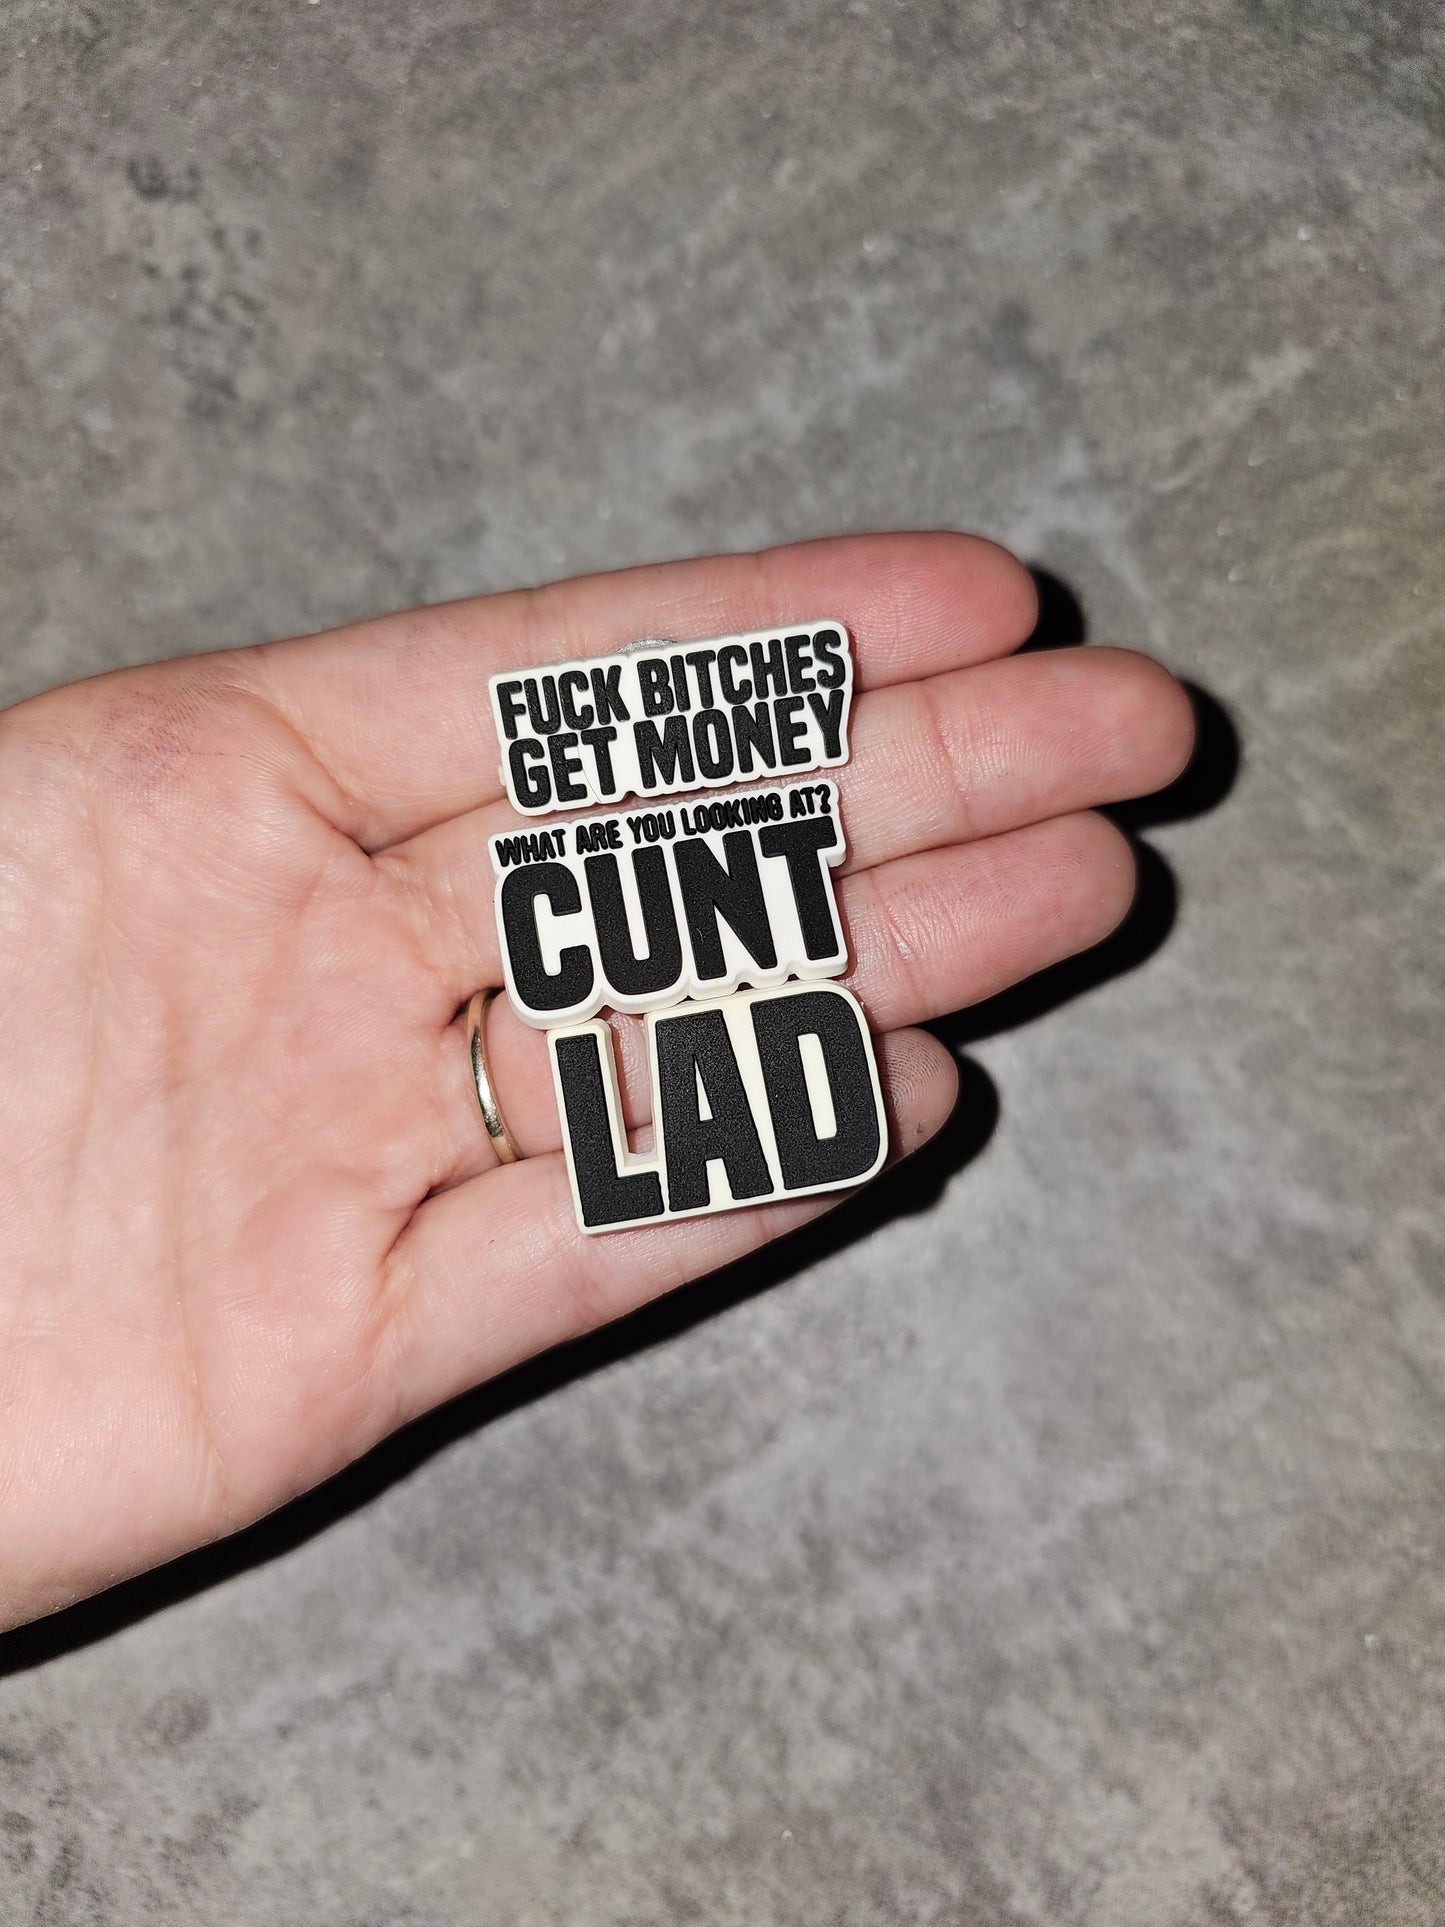 FUCK BITCHES
GET MONEY
WHAT ARE YOU LOOKING AT?
CUNT
LAD